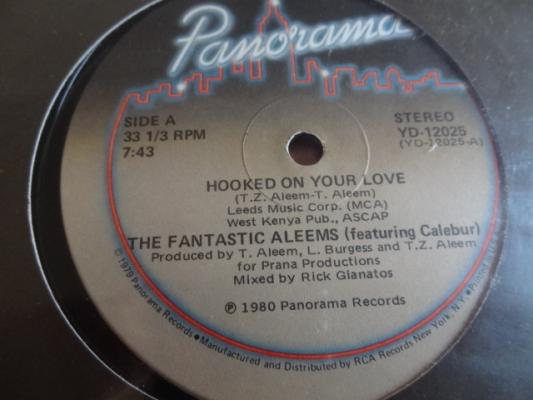 Panorama
SIDE A
33 1/3 RPM
7:43
STEREO
YD-12025
(YD-12025-A)
HOOKED ON YOUR LOVE
(T.Z. Aleem-T. Aleem)
Leeds Music Corp. (MCA)
West Kenya Pub., ASCAP
THE FANTASTIC ALEEMS (featuring Calebur)
Produced by T. Aleem, L. Burgess and T.Z. Aleem
for Prana Productions
Mixed by Rick Gianatos
℗ 1980 Panorama Records
© 1979 Panorama Records • Manufactured and Distributed by RCA Records New York, N.Y. • Printed